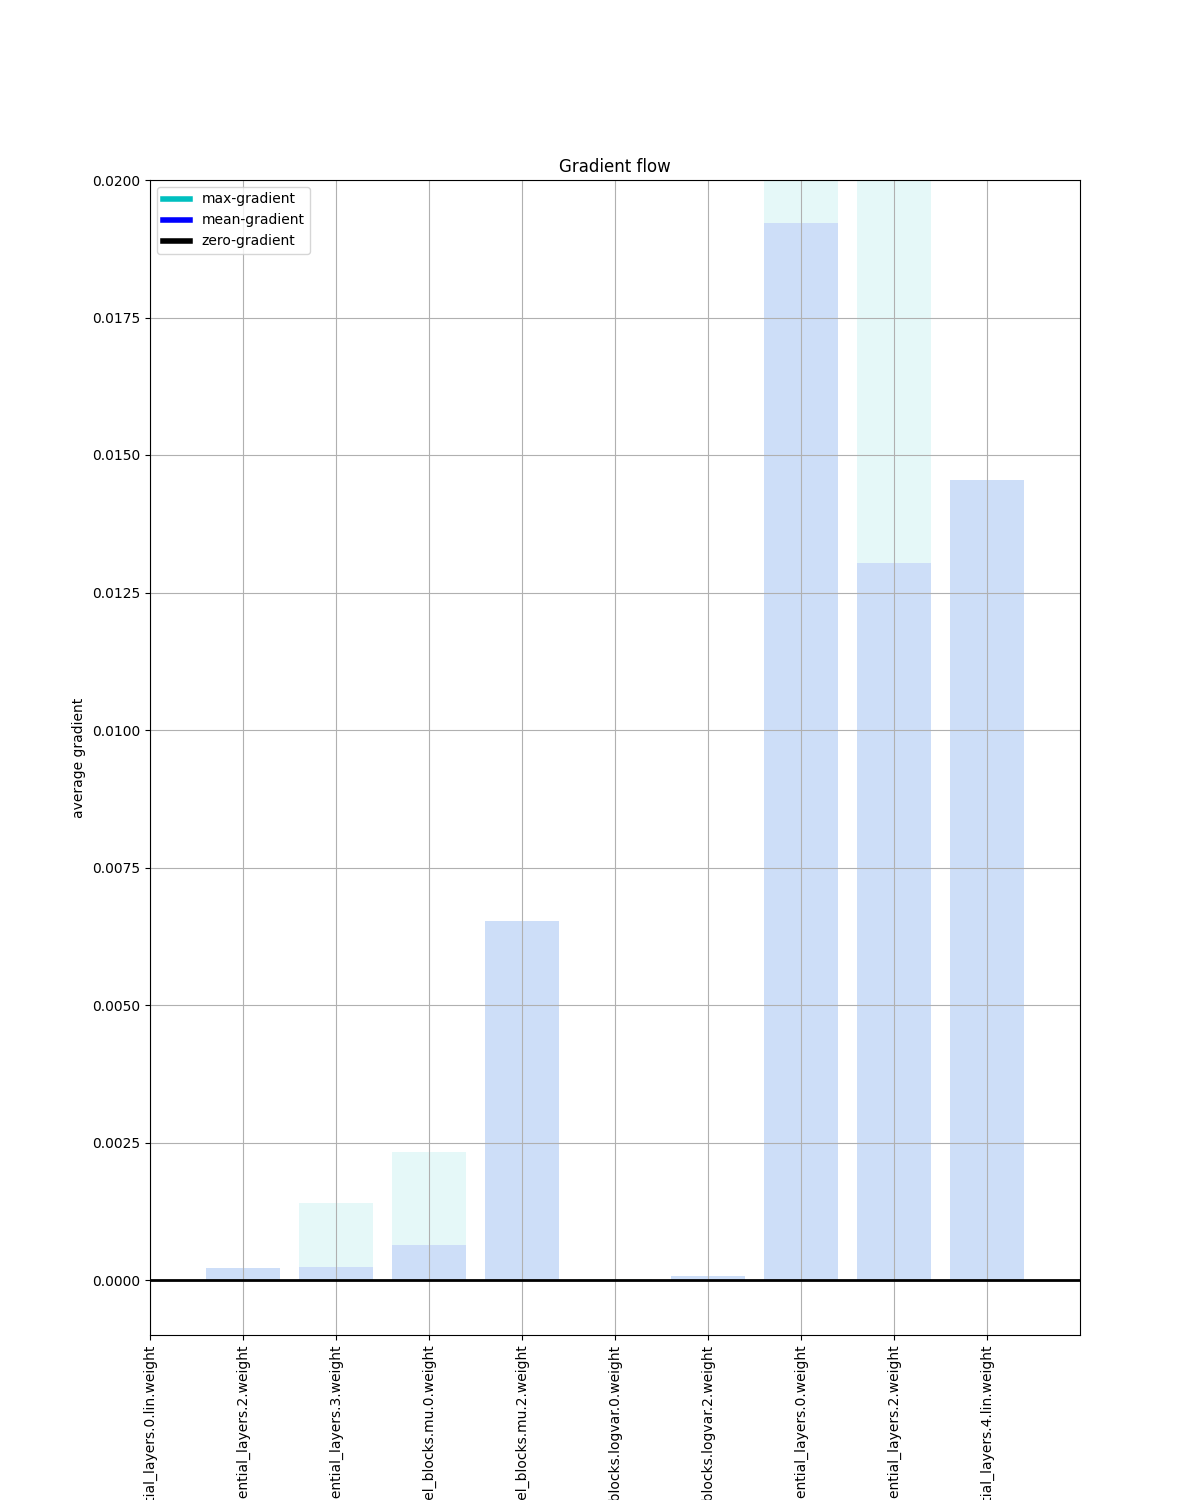 Gradient flow
max-gradient
mean-gradient
zero-gradient
0.0200
0.0175
0.0150
0.0125
0.0100
0.0075
0.0050
0.0025
0.0000
average gradient
tial_layers.0.lin.weight
ential_layers.2.weight
ential_layers.3.weight
el_blocks.mu.0.weight
el_blocks.mu.2.weight
blocks.logvar.0.weight
blocks.logvar.2.weight
ential_layers.0.weight
ential_layers.2.weight
tial_layers.4.lin.weight